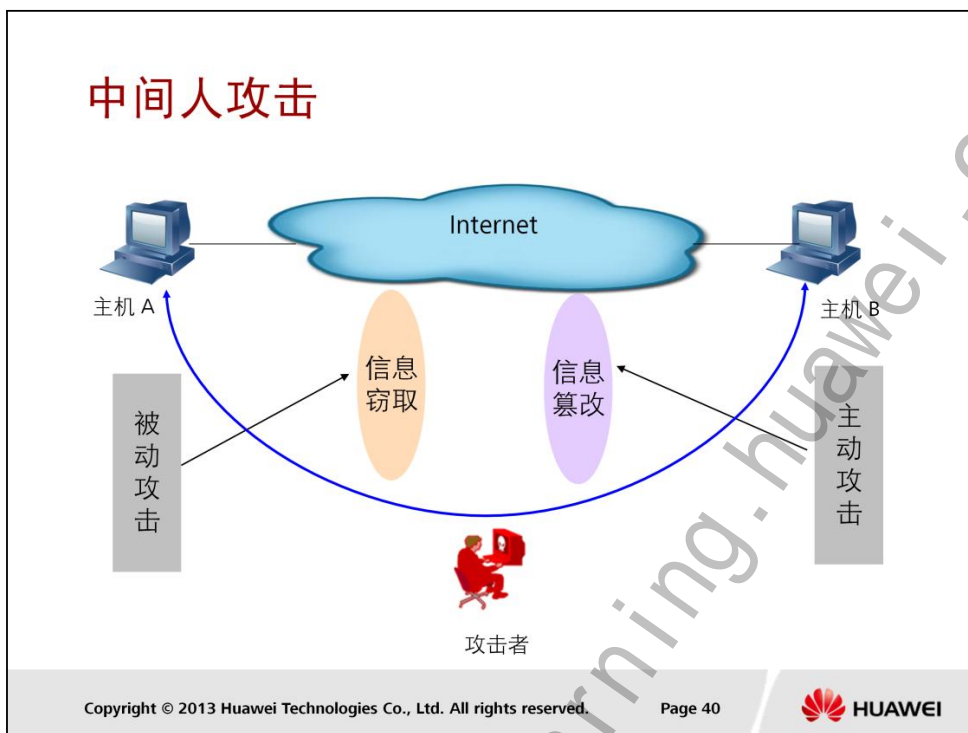 中间人攻击
Internet
主机 A
主机 B
信息
窃取
信息
篡改
被
动
攻
击
主
动
攻
击
攻击者
Copyright © 2013 Huawei Technologies Co., Ltd. All rights reserved.
Page 40
HUAWEI
rning.huawei.